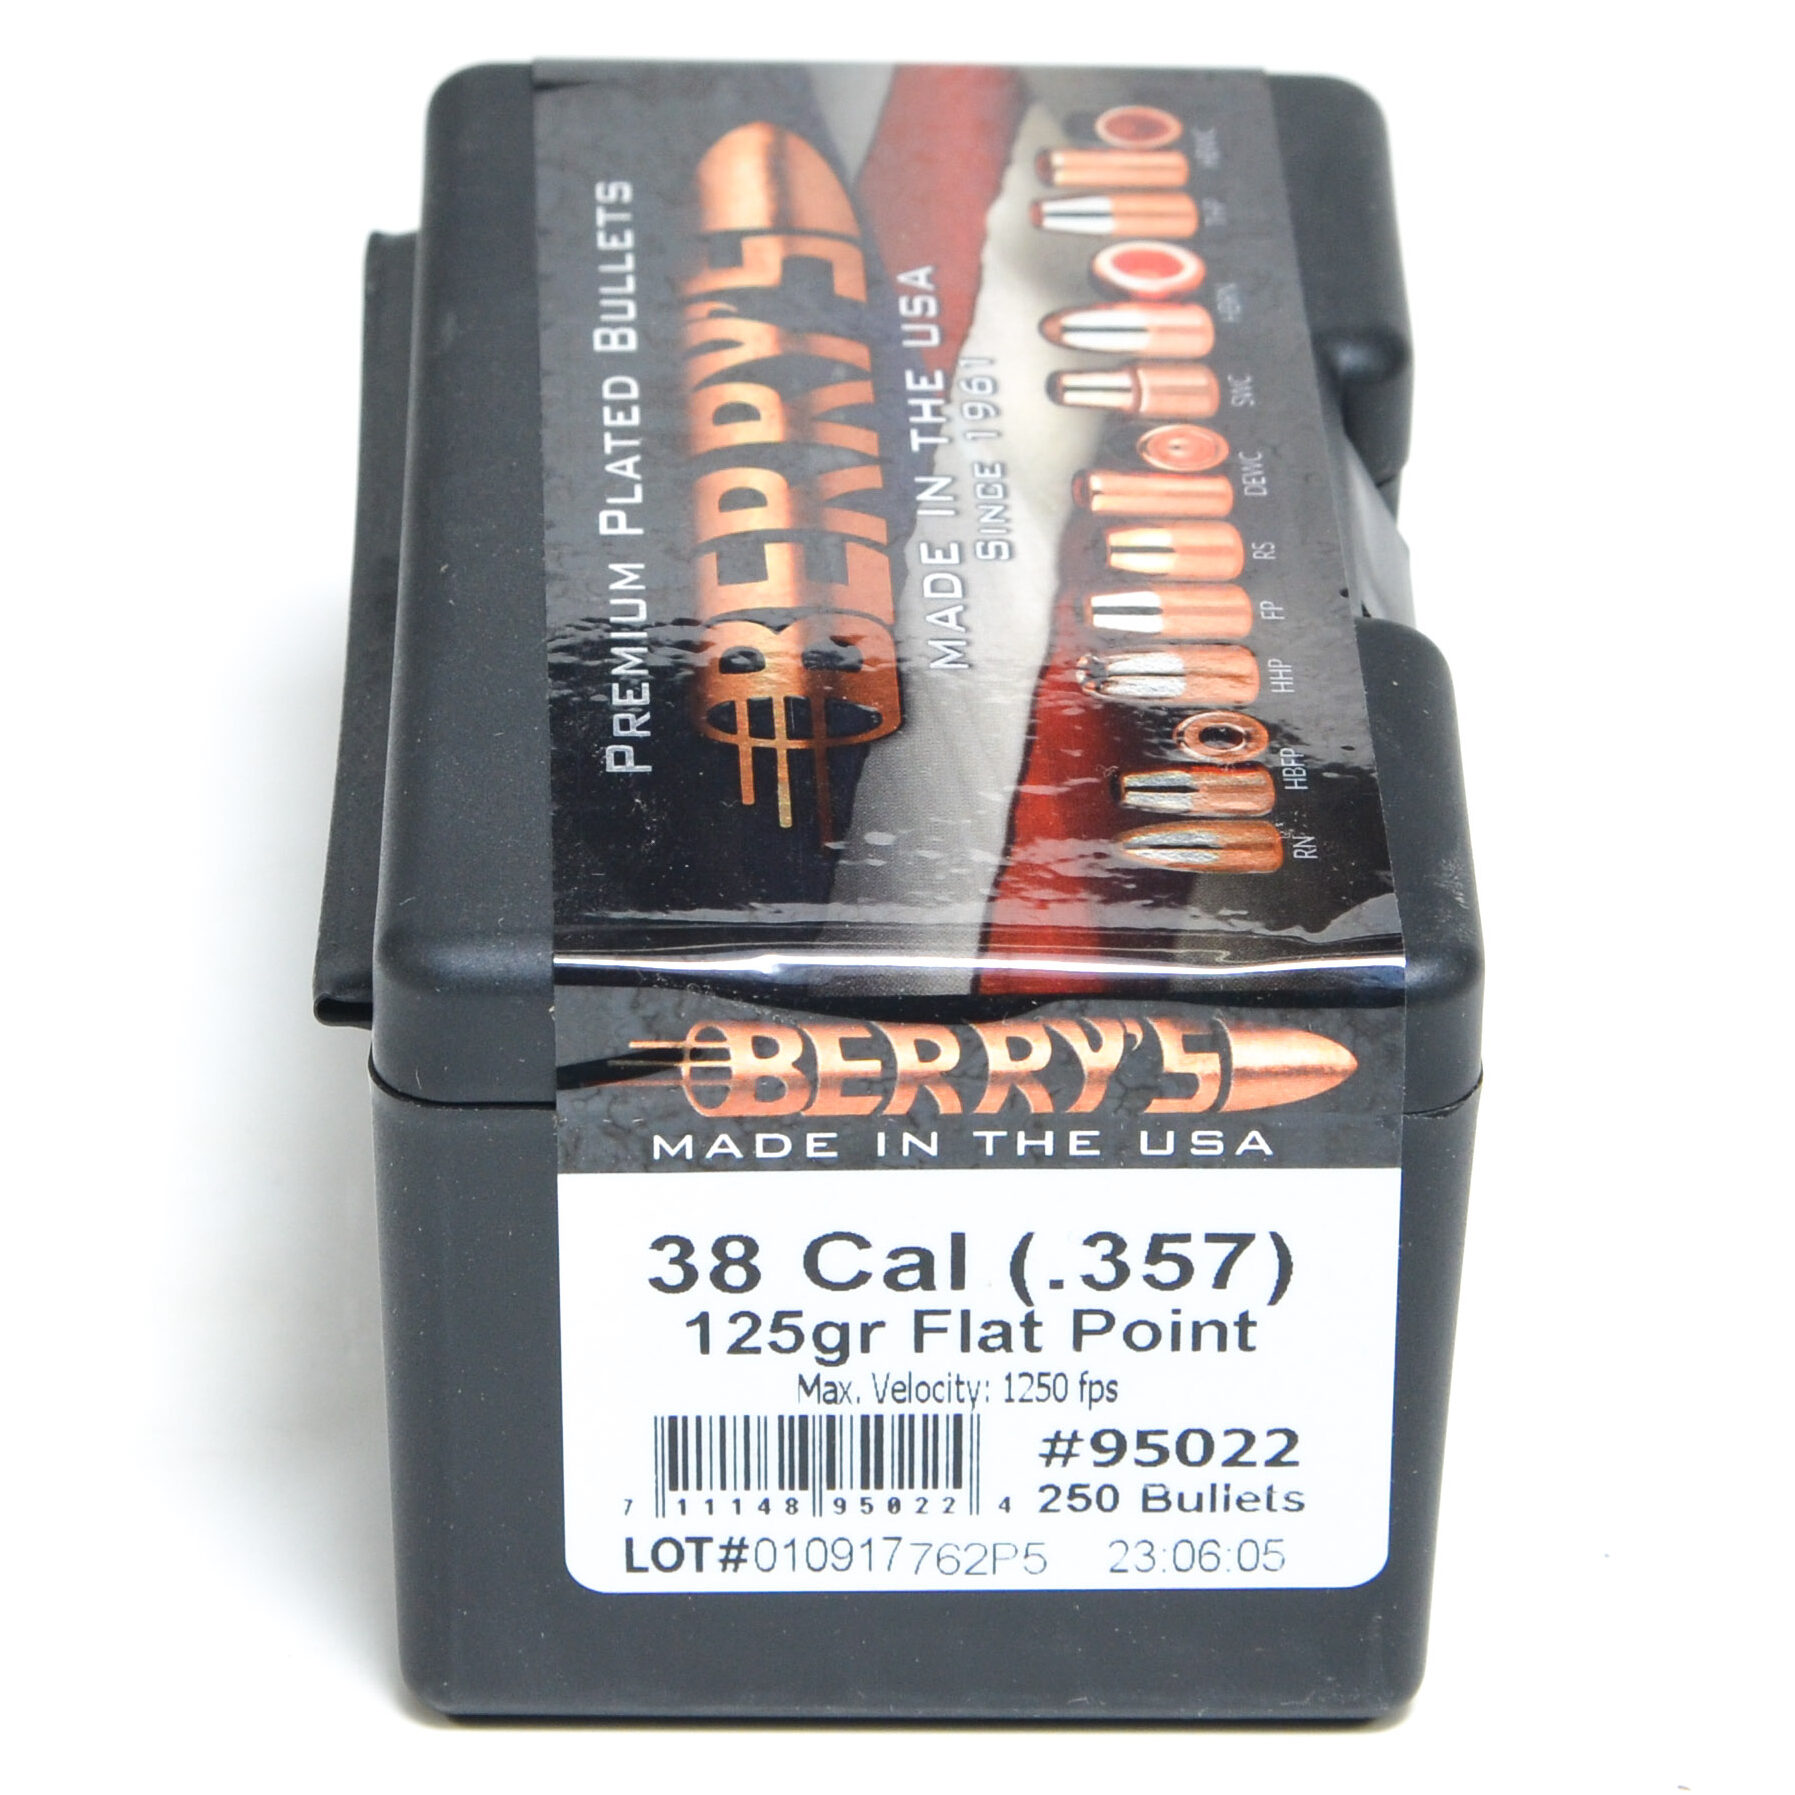 PREMIUM PLATED BULLETS
BERRY'S
MADE IN THE USA
SINCE 1961
RN
HBFP
HHP
FP
RS
DEWC
SWC
HBRN
BERRY'S
MADE IN THE USA
38 Cal (.357)
125gr Flat Point
Max. Velocity: 1250 fps
#95022
7 11148 95022 4
250 Bullets
LOT#010917762P5 23:06:05